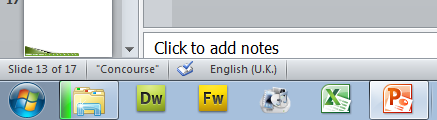 17
Click to add notes
Slide 13 of 17 "Concourse" English (U.K.)
Dw Fw X P